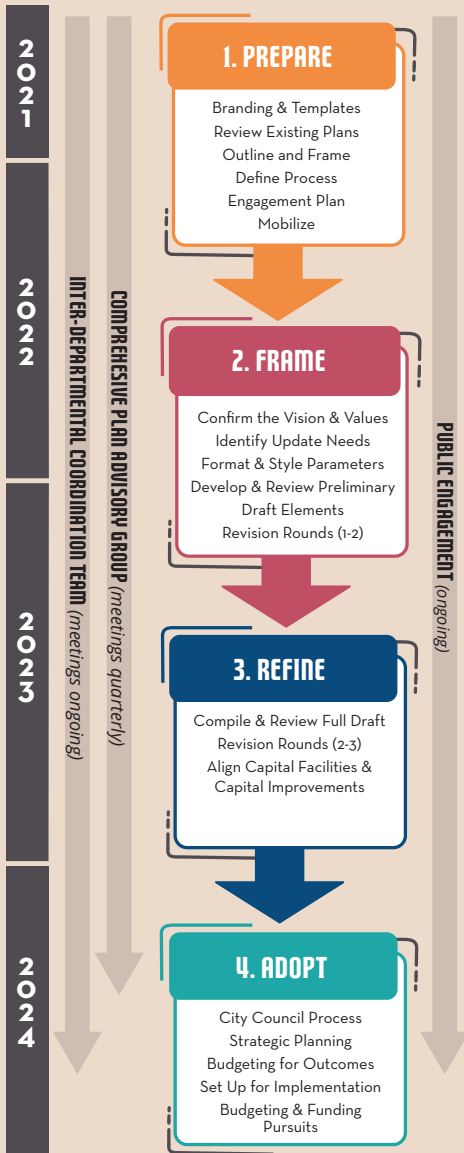 2021
2022
2023
2024
INTER-DEPARTMENTAL COORDINATION TEAM (meetings ongoing)
COMPREHESIVE PLAN ADVISORY GROUP (meetings quarterly)
1. PREPARE
Branding & Templates
Review Existing Plans
Outline and Frame
Define Process
Engagement Plan
Mobilize
2. FRAME
Confirm the Vision & Values
Identify Update Needs
Format & Style Parameters
Develop & Review Preliminary
Draft Elements
Revision Rounds (1-2)
3. REFINE
Compile & Review Full Draft
Revision Rounds (2-3)
Align Capital Facilities &
Capital Improvements
4. ADOPT
City Council Process
Strategic Planning
Budgeting for Outcomes
Set Up for Implementation
Budgeting & Funding
Pursuits
PUBLIC ENGAGEMENT (ongoing)